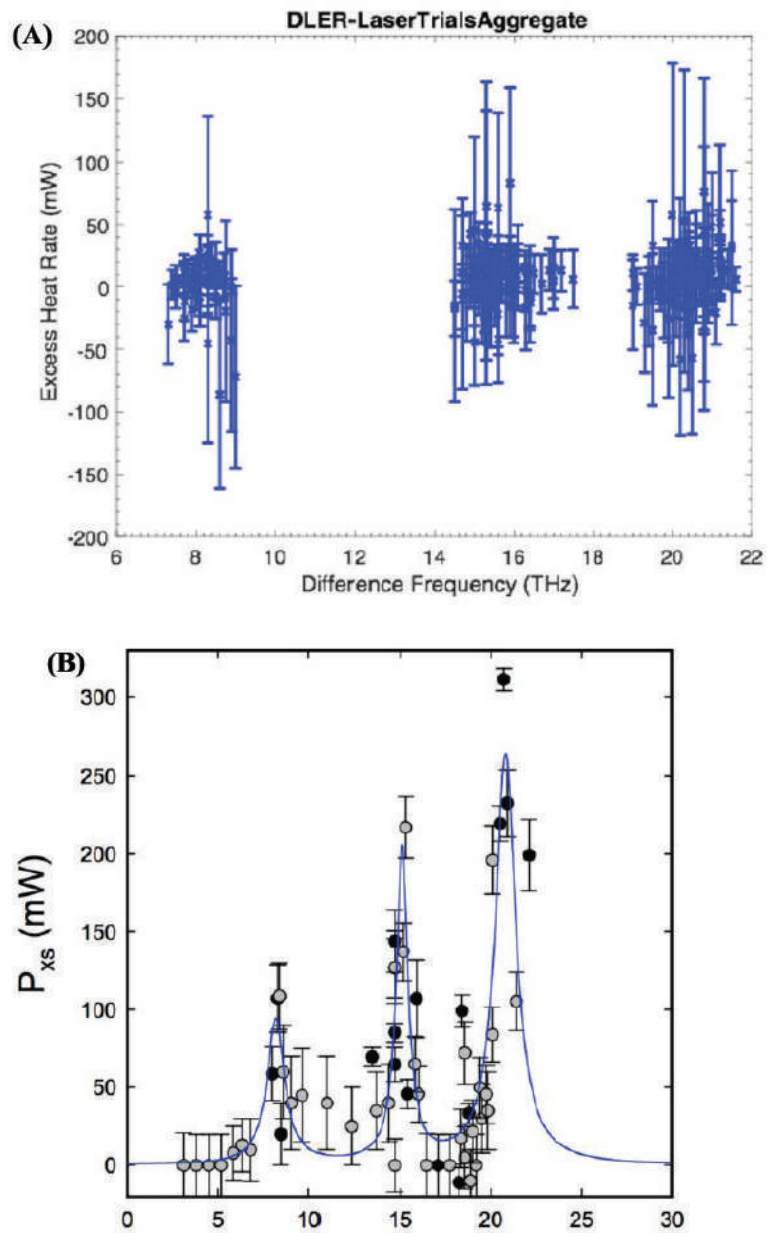 (A)
DLER-LaserTrialsAggregate
200
150
100
50
0
-50
-100
-150
-200
Excess Heat Rate (mW)
6 8 10 12 14 16 18 20 22
Difference Frequency (THz)
(B)
300
250
200
150
100
50
0
Pxs (mW)
0 5 10 15 20 25 30